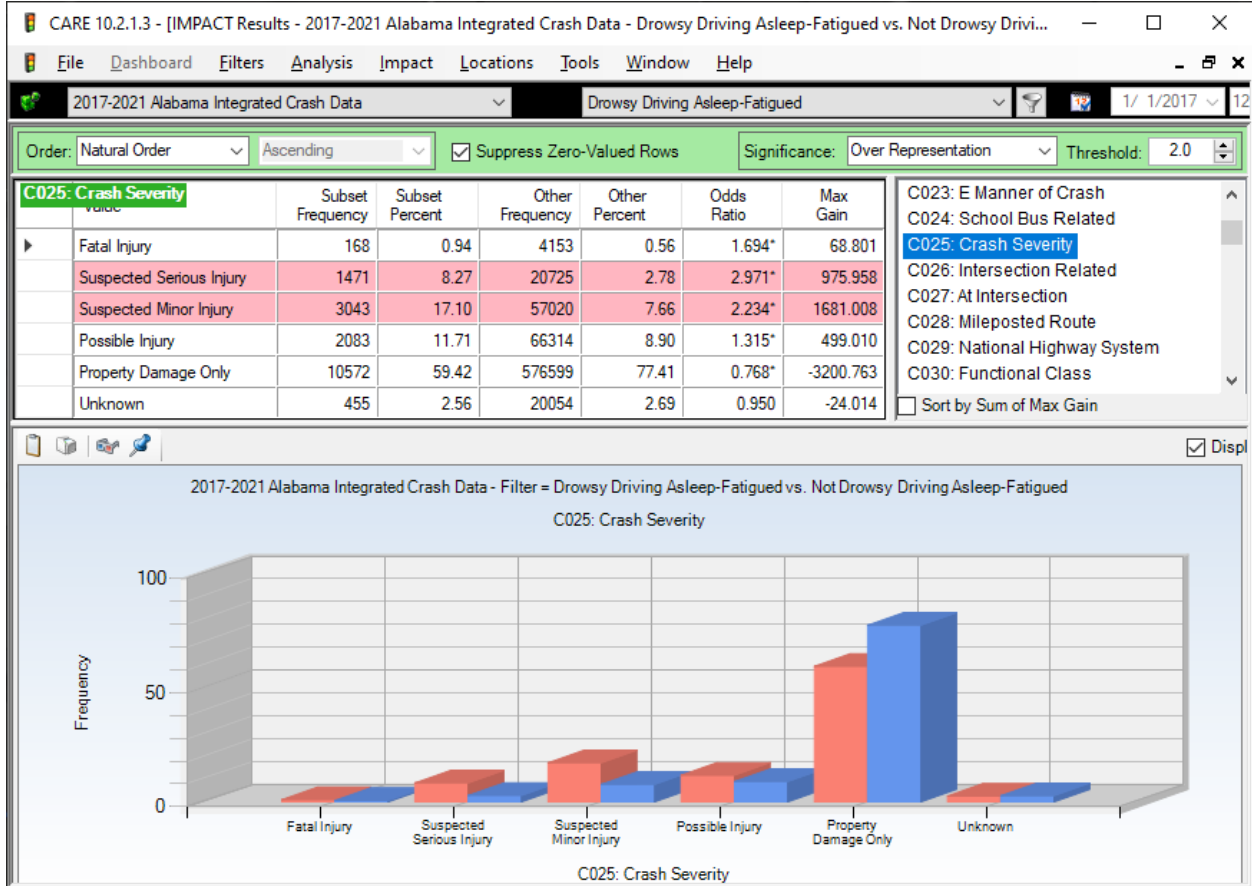 CARE 10.2.1.3 - [IMPACT Results - 2017-2021 Alabama Integrated Crash Data - Drowsy Driving Asleep-Fatigued vs. Not Drowsy Drivi...
File Dashboard Filters Analysis Impact Locations Tools Window Help
2017-2021 Alabama Integrated Crash Data Drowsy Driving Asleep-Fatigued 1/ 1/2017 12
Order: Natural Order Ascending Suppress Zero-Valued Rows Significance: Over Representation Threshold: 2.0
C025: Crash Severity Subset Frequency Subset Percent Other Frequency Other Percent Odds Ratio Max Gain
Fatal Injury 168 0.94 4153 0.56 1.694* 68.801
Suspected Serious Injury 1471 8.27 20725 2.78 2.971* 975.958
Suspected Minor Injury 3043 17.10 57020 7.66 2.234* 1681.008
Possible Injury 2083 11.71 66314 8.90 1.315* 499.010
Property Damage Only 10572 59.42 576599 77.41 0.768* -3200.763
Unknown 455 2.56 20054 2.69 0.950 -24.014
C023: E Manner of Crash
C024: School Bus Related
C025: Crash Severity
C026: Intersection Related
C027: At Intersection
C028: Mileposted Route
C029: National Highway System
C030: Functional Class
Sort by Sum of Max Gain
Displ
2017-2021 Alabama Integrated Crash Data - Filter = Drowsy Driving Asleep-Fatigued vs. Not Drowsy Driving Asleep-Fatigued
C025: Crash Severity
100
50
0
Frequency
Fatal Injury
Suspected
Serious Injury
Suspected
Minor Injury
Possible Injury
Property
Damage Only
Unknown
C025: Crash Severity